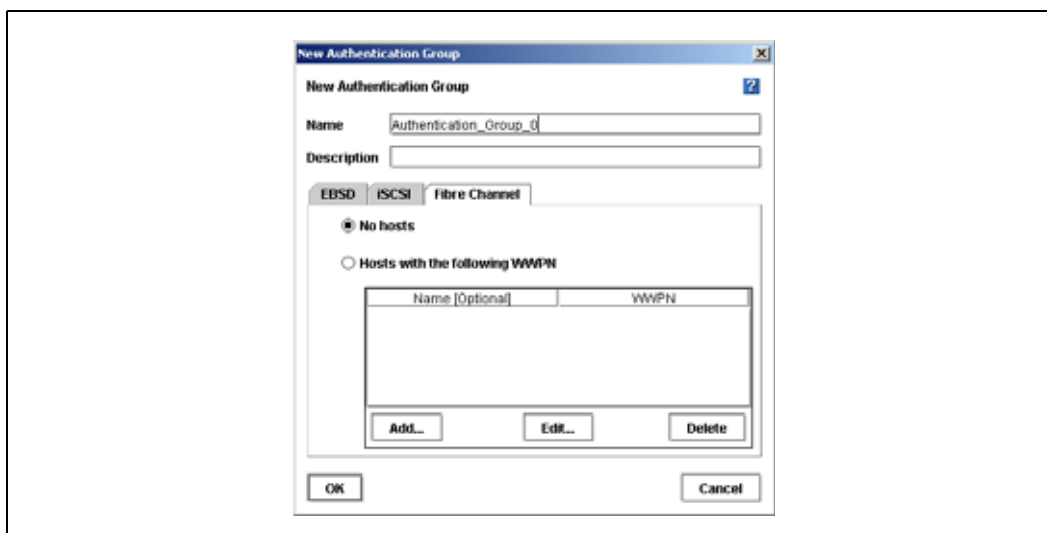 New Authentication Group
New Authentication Group
Name Authentication_Group_0
Description
EBSD iSCSI Fibre Channel
No hosts
Hosts with the following WWPN
Name [Optional] WWPN
Add... Edit... Delete
OK Cancel